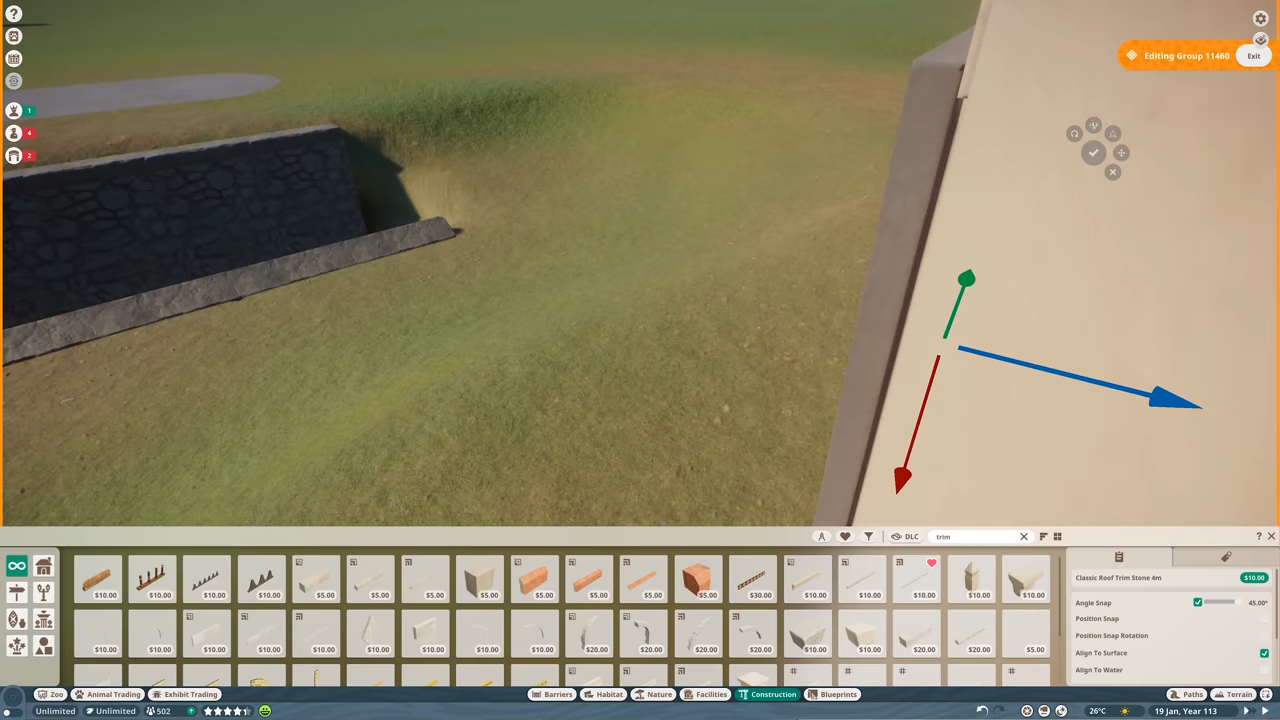 Editing Group 11460 Exit
1
4
2
DLC trim
? ×
$10.00 $10.00 $10.00 $10.00 $5.00 $5.00 $5.00 $5.00 $5.00 $5.00 $5.00 $5.00 $30.00 $10.00 $10.00 $10.00 $10.00 $10.00
Classic Roof Trim Stone 4m $10.00
Angle Snap 45.00°
Position Snap
Position Snap Rotation
Align To Surface
Align To Water
$10.00 $10.00 $10.00 $10.00 $10.00 $10.00 $10.00 $10.00 $10.00 $20.00 $20.00 $20.00 $20.00 $10.00 $10.00 $20.00 $10.00 $5.00
Zoo Animal Trading Exhibit Trading Barriers Habitat Nature Facilities Construction Blueprints Paths Terrain
Unlimited Unlimited 502 26°C 19 Jan, Year 113